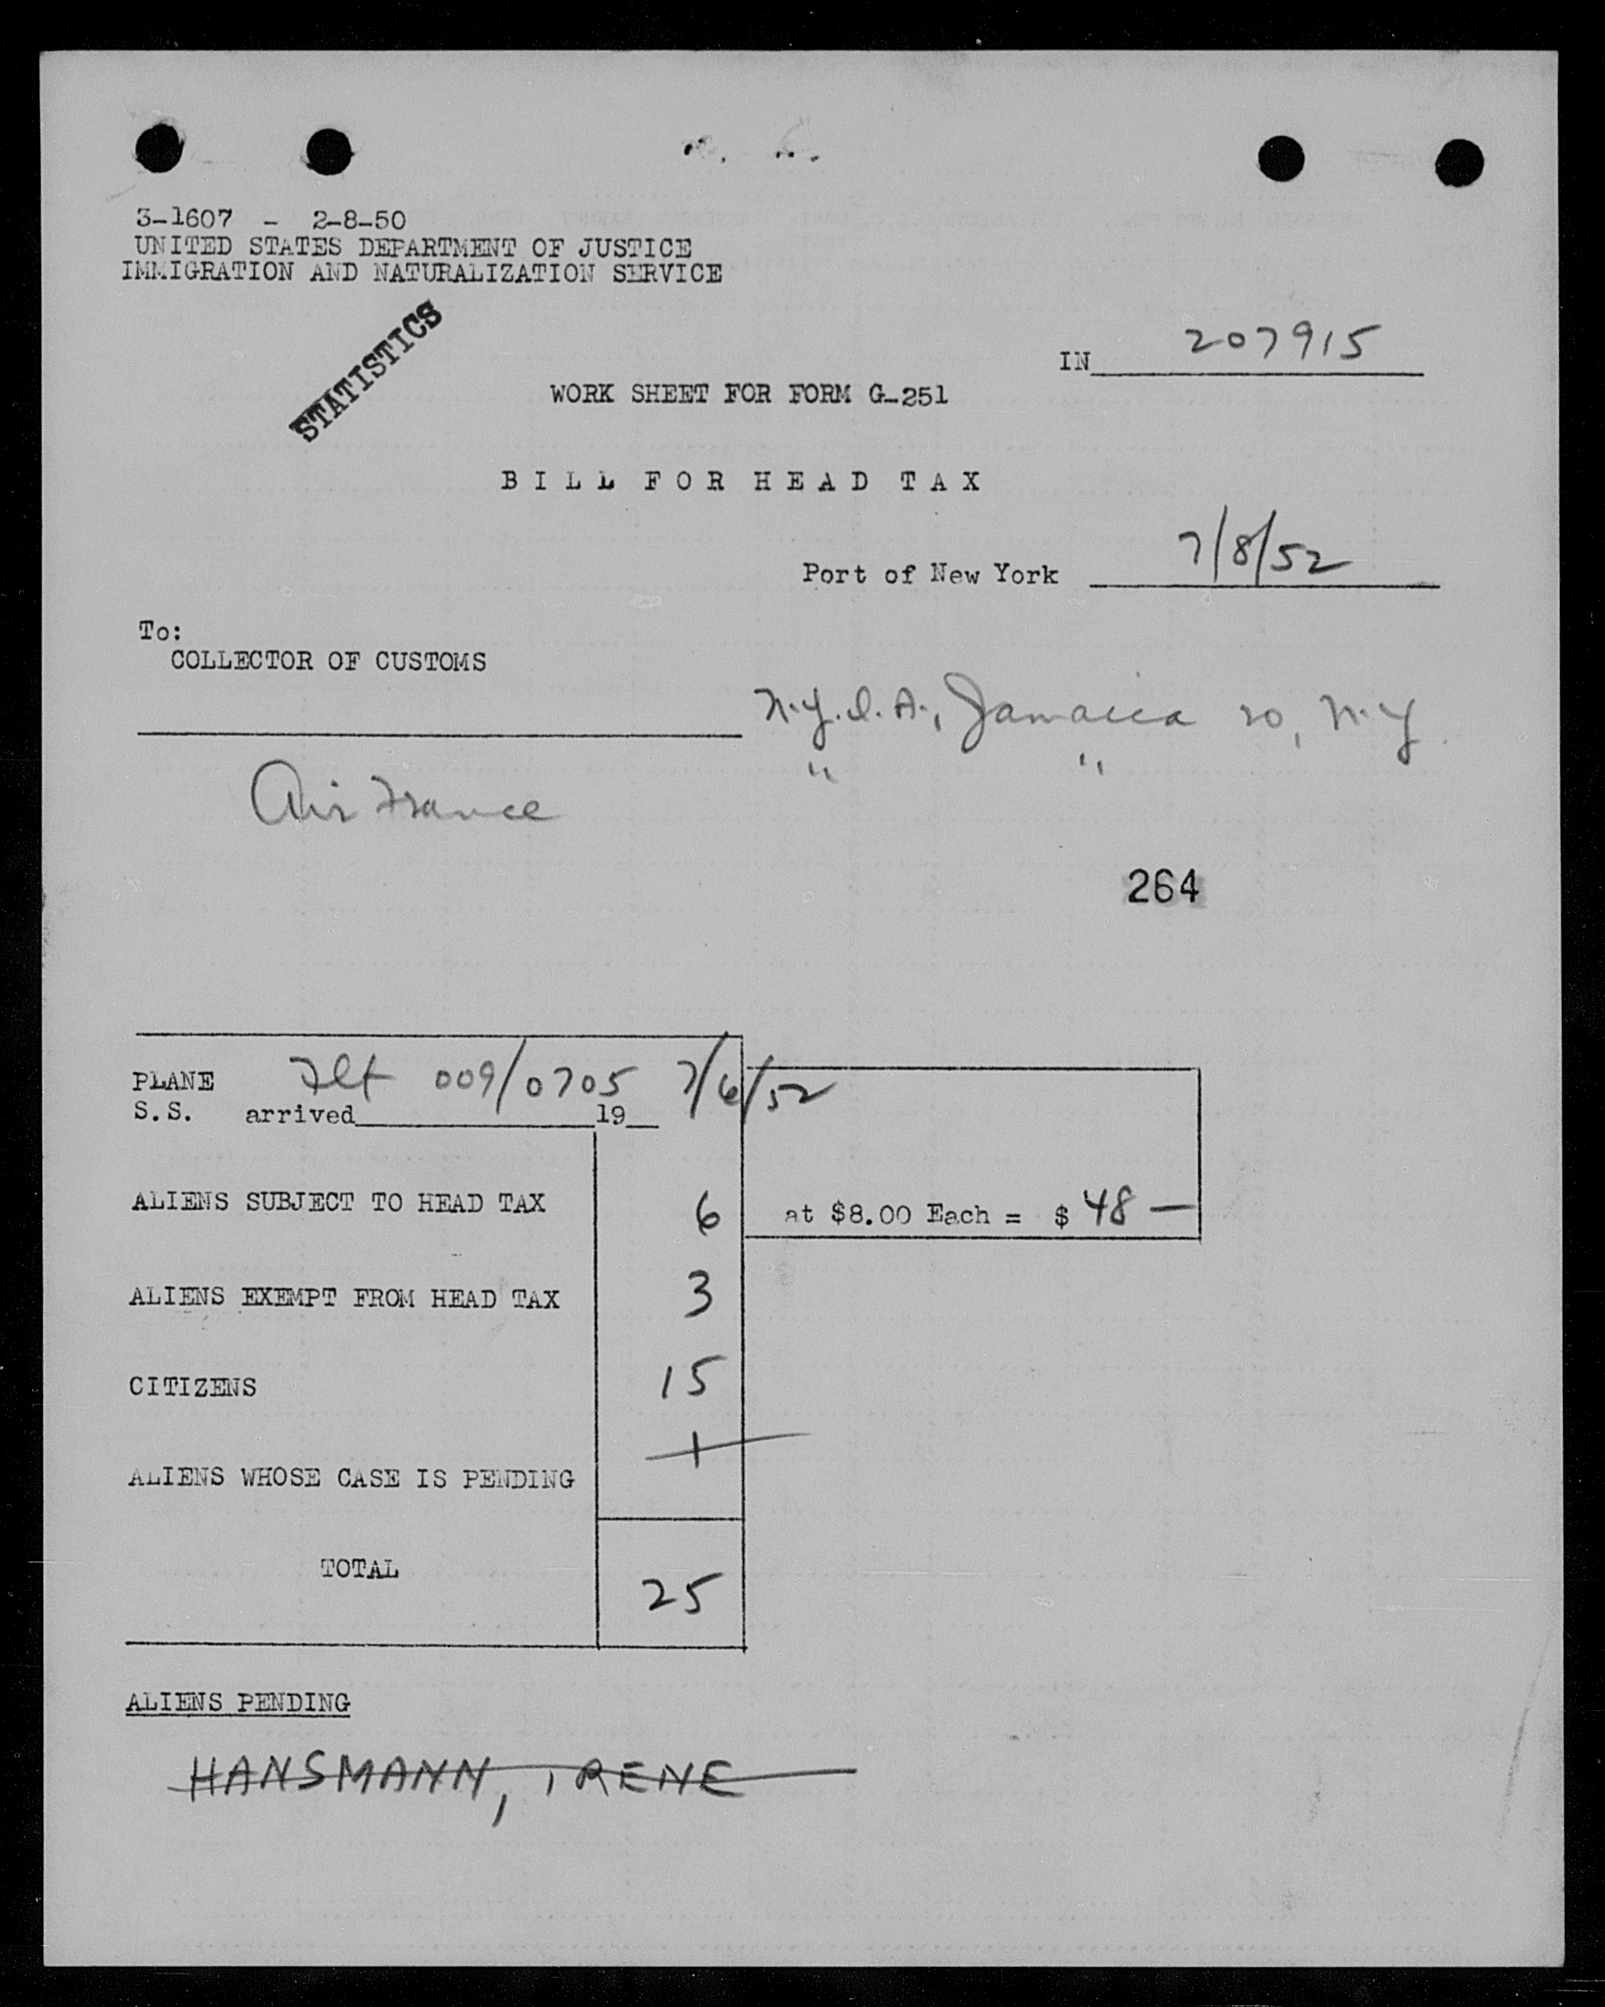 3-1607 - 2-8-50
UNITED STATES DEPARTMENT OF JUSTICE
IMMIGRATION AND NATURALIZATION SERVICE
STATISTICS
IN 207915
WORK SHEET FOR FORM G-251
BILL FOR HEAD TAX
Port of New York 7/8/52
To:
COLLECTOR OF CUSTOMS
N.Y.I.A., Jamaica 20, N.Y.
" "
Air France
264
PLANE Flt 009/0705 7/6/52
S.S. arrived 19
ALIENS SUBJECT TO HEAD TAX 6 at $8.00 Each = $ 48 —
ALIENS EXEMPT FROM HEAD TAX 3
CITIZENS 15
ALIENS WHOSE CASE IS PENDING 1
TOTAL 25
ALIENS PENDING
HANSMANN, IRENE